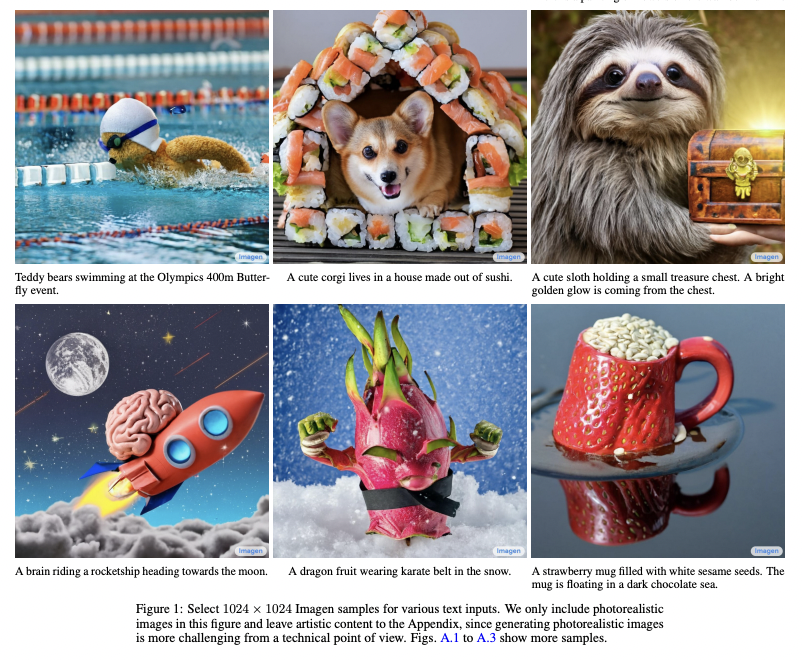 Imagen
Imagen
Imagen
Teddy bears swimming at the Olympics 400m Butter-
fly event.
A cute corgi lives in a house made out of sushi.
A cute sloth holding a small treasure chest. A bright
golden glow is coming from the chest.
Imagen
Imagen
Imagen
A brain riding a rocketship heading towards the moon.
A dragon fruit wearing karate belt in the snow.
A strawberry mug filled with white sesame seeds. The
mug is floating in a dark chocolate sea.
Figure 1: Select 1024 × 1024 Imagen samples for various text inputs. We only include photorealistic
images in this figure and leave artistic content to the Appendix, since generating photorealistic images
is more challenging from a technical point of view. Figs. A.1 to A.3 show more samples.